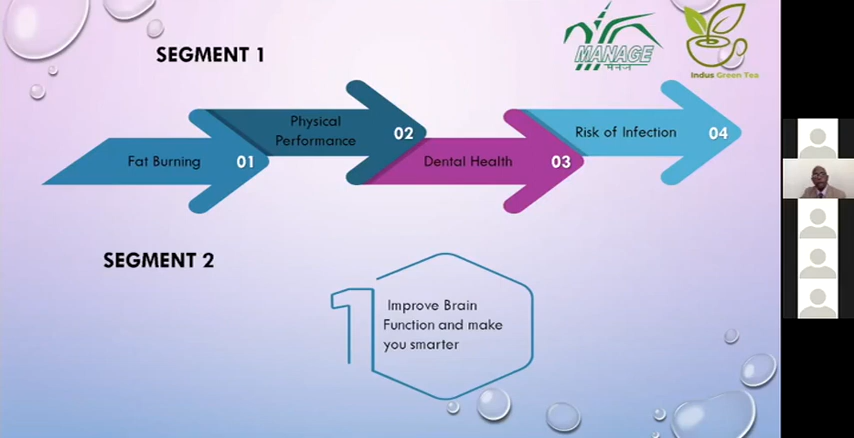 SEGMENT 1
MANAGE
मैनेज
Indus Green Tea
Fat Burning 01
Physical
Performance 02
Dental Health 03
Risk of Infection 04
SEGMENT 2
1
Improve Brain
Function and make
you smarter